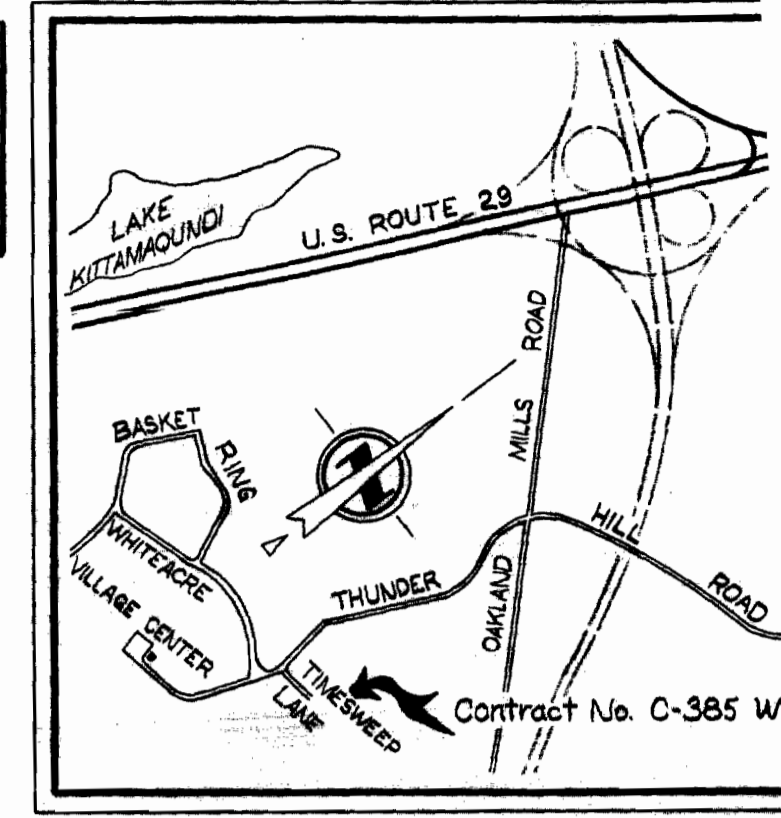 LAKE
KITTAMAQUNDI
U.S. ROUTE 29
OAKLAND MILLS ROAD
BASKET RING
WHITEACRE
VILLAGE CENTER
THUNDER HILL ROAD
TIMESWEEP
LANE
Contract No. C-385 W